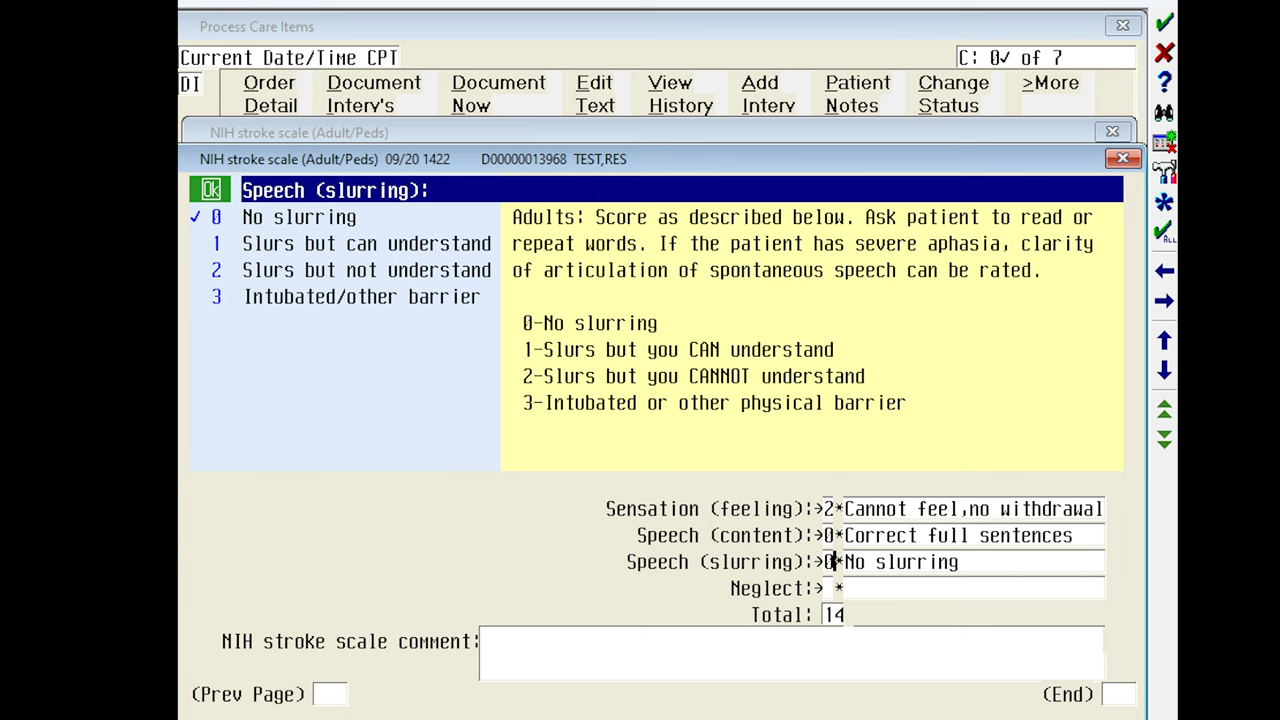 Process Care Items
Current Date/Time CPT C: 0✓ of 7
DI Order Detail Document Interv's Document Now Edit Text View History Add Interv Patient Notes Change Status >More
NIH stroke scale (Adult/Peds)
NIH stroke scale (Adult/Peds) 09/20 1422 D00000013968 TEST,RES
Ok Speech (slurring):
✓ 0 No slurring
1 Slurs but can understand
2 Slurs but not understand
3 Intubated/other barrier
Adults: Score as described below. Ask patient to read or
repeat words. If the patient has severe aphasia, clarity
of articulation of spontaneous speech can be rated.
0-No slurring
1-Slurs but you CAN understand
2-Slurs but you CANNOT understand
3-Intubated or other physical barrier
Sensation (feeling):→2*Cannot feel,no withdrawal
Speech (content):→0*Correct full sentences
Speech (slurring):→0*No slurring
Neglect:→ *
Total: 14
NIH stroke scale comment:
(Prev Page) (End)
ALL